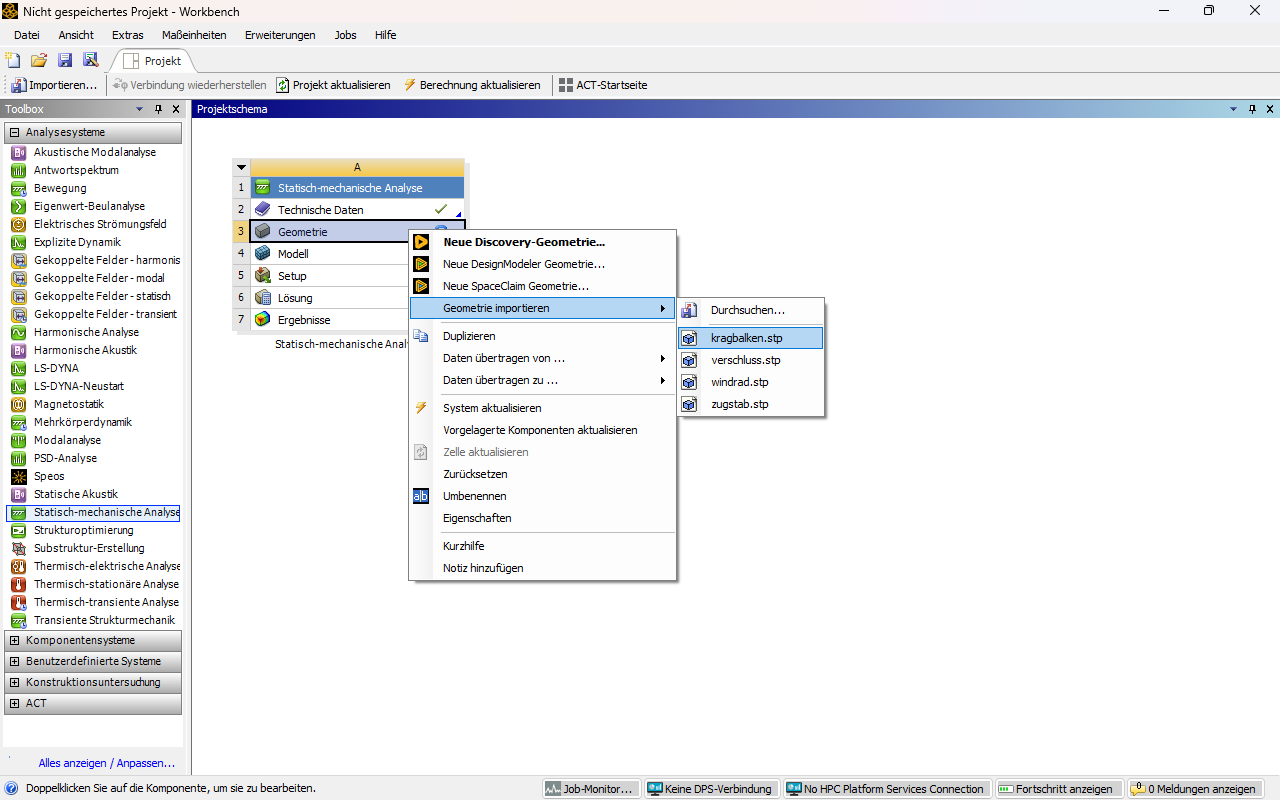 Nicht gespeichertes Projekt - Workbench
Datei Ansicht Extras Maßeinheiten Erweiterungen Jobs Hilfe
Projekt
Importieren... Verbindung wiederherstellen Projekt aktualisieren Berechnung aktualisieren ACT-Startseite
Toolbox
Analysesysteme
Akustische Modalanalyse
Antwortspektrum
Bewegung
Eigenwert-Beulanalyse
Elektrisches Strömungsfeld
Explizite Dynamik
Gekoppelte Felder - harmonis
Gekoppelte Felder - modal
Gekoppelte Felder - statisch
Gekoppelte Felder - transient
Harmonische Analyse
Harmonische Akustik
LS-DYNA
LS-DYNA-Neustart
Magnetostatik
Mehrkörperdynamik
Modalanalyse
PSD-Analyse
Speos
Statische Akustik
Statisch-mechanische Analyse
Strukturoptimierung
Substruktur-Erstellung
Thermisch-elektrische Analyse
Thermisch-stationäre Analyse
Thermisch-transiente Analyse
Transiente Strukturmechanik
Komponentensysteme
Benutzerdefinierte Systeme
Konstruktionsuntersuchung
ACT
Alles anzeigen / Anpassen...
Projektschema
A
1 Statisch-mechanische Analyse
2 Technische Daten
3 Geometrie
4 Modell
5 Setup
6 Lösung
7 Ergebnisse
Statisch-mechanische Anal
Neue Discovery-Geometrie...
Neue DesignModeler Geometrie...
Neue SpaceClaim Geometrie...
Geometrie importieren
Duplizieren
Daten übertragen von ...
Daten übertragen zu ...
System aktualisieren
Vorgelagerte Komponenten aktualisieren
Zelle aktualisieren
Zurücksetzen
a|b Umbenennen
Eigenschaften
Kurzhilfe
Notiz hinzufügen
Durchsuchen...
kragbalken.stp
verschluss.stp
windrad.stp
zugstab.stp
Doppelklicken Sie auf die Komponente, um sie zu bearbeiten.
Job-Monitor... Keine DPS-Verbindung No HPC Platform Services Connection Fortschritt anzeigen 0 Meldungen anzeigen